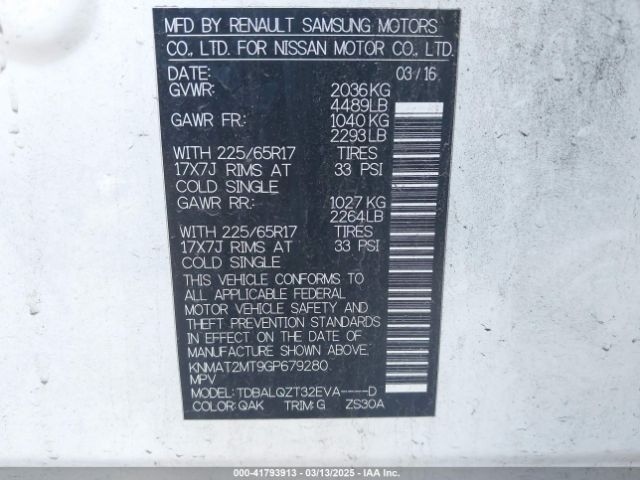 MFD BY RENAULT SAMSUNG MOTORS
CO., LTD. FOR NISSAN MOTOR CO., LTD.
DATE: 03/16
GVWR: 2036KG
4489LB
GAWR FR: 1040KG
2293LB
WITH 225/65R17 TIRES
17X7J RIMS AT 33 PSI
COLD SINGLE
GAWR RR: 1027 KG
2264LB
WITH 225/65R17 TIRES
17X7J RIMS AT 33 PSI
COLD SINGLE
THIS VEHICLE CONFORMS TO
ALL APPLICABLE FEDERAL
MOTOR VEHICLE SAFETY AND
THEFT PREVENTION STANDARDS
IN EFFECT ON THE DATE OF
MANUFACTURE SHOWN ABOVE.
KNMAT2MT9GP679280
MPV
MODEL: TDBALQZT32EVA-----D
COLOR: QAK TRIM: G ZS30A
000-41793913 - 03/13/2025 - IAA Inc.